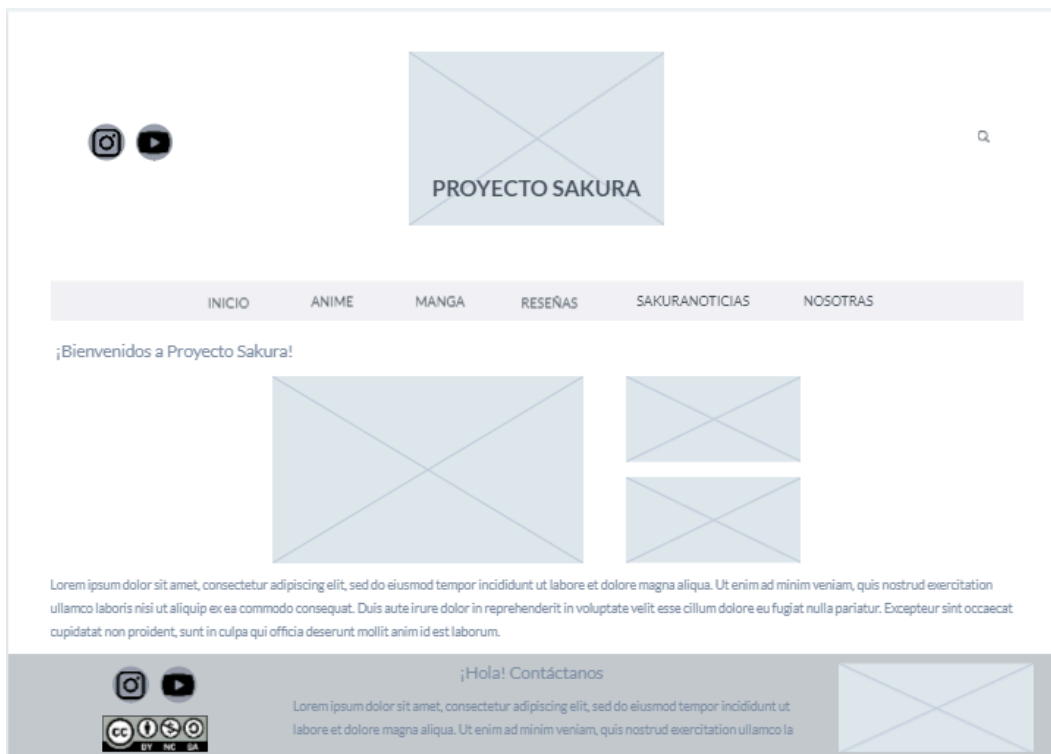 PROYECTO SAKURA
INICIO ANIME MANGA RESEÑAS SAKURANOTICIAS NOSOTRAS
¡Bienvenidos a Proyecto Sakura!
Lorem ipsum dolor sit amet, consectetur adipiscing elit, sed do eiusmod tempor incididunt ut labore et dolore magna aliqua. Ut enim ad minim veniam, quis nostrud exercitation
ullamco laboris nisi ut aliquip ex ea commodo consequat. Duis aute irure dolor in reprehenderit in voluptate velit esse cillum dolore eu fugiat nulla pariatur. Excepteur sint occaecat
cupidatat non proident, sunt in culpa qui officia deserunt mollit anim id est laborum.
¡Hola! Contáctanos
Lorem ipsum dolor sit amet, consectetur adipiscing elit, sed do eiusmod tempor incididunt ut
labore et dolore magna aliqua. Ut enim ad minim veniam, quis nostrud exercitation ullamco la
cc
BY NC SA